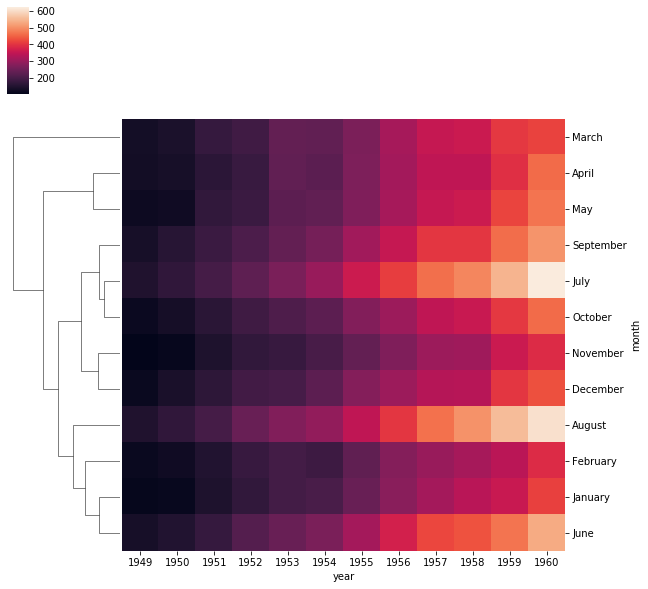 600
500
400
300
200
March
April
May
September
July
October
November
December
August
February
January
June
month
1949 1950 1951 1952 1953 1954 1955 1956 1957 1958 1959 1960
year